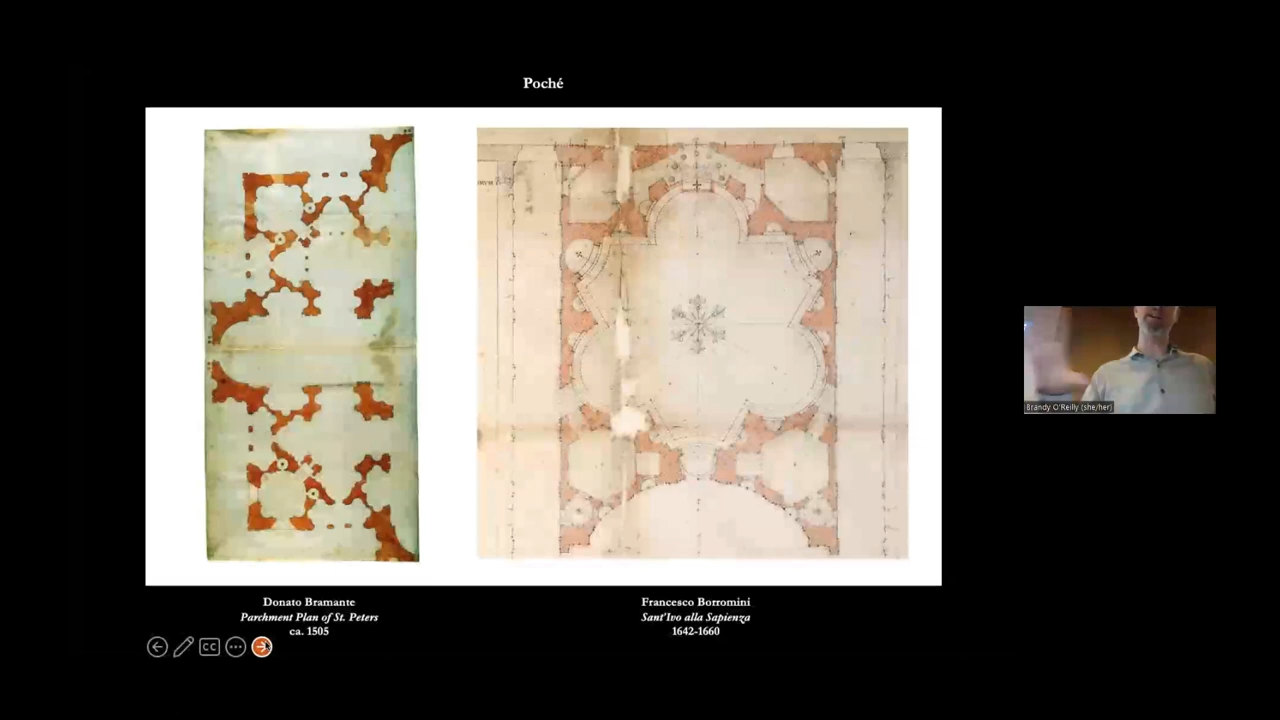 Poché
Donato Bramante
Parchment Plan of St. Peters
ca. 1505
Francesco Borromini
Sant'Ivo alla Sapienza
1642-1660
CC
Brandy O'Reilly (she/her)